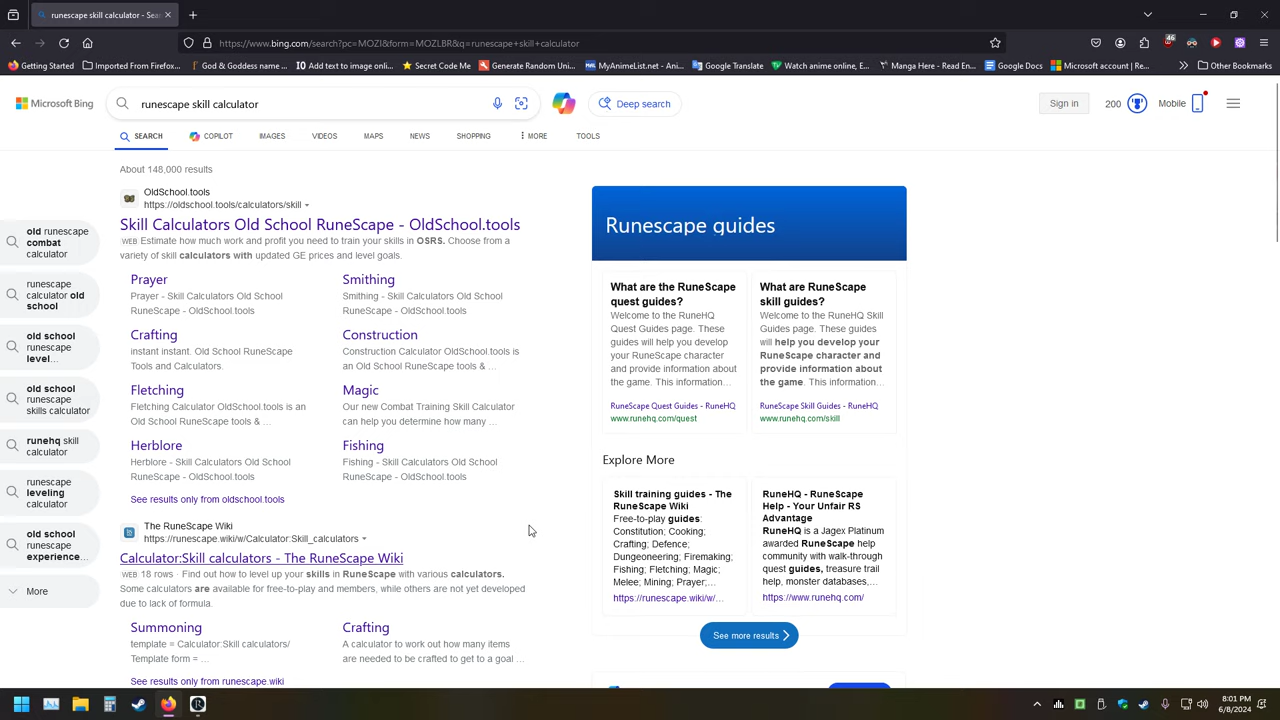 runescape skill calculator - Sea
https://www.bing.com/search?pc=MOZI&form=MOZLBR&q=runescape+skill+calculator
46
Getting Started
Imported From Firefox...
God & Goddess name ...
Add text to image onl...
Secret Code Me
Generate Random Qu...
MyAnimeList.net - Ani...
Google Translate
Watch anime online, E...
Manga Here - Read En...
Google Docs
Microsoft account | Re...
Other Bookmarks
Microsoft Bing
runescape skill calculator
Deep search
Sign in
200
Mobile
SEARCH
COPILOT
IMAGES
VIDEOS
MAPS
NEWS
SHOPPING
MORE
TOOLS
About 148,000 results
old runescape
combat
calculator
runescape
calculator old
school
old school
runescape
level...
old school
runescape
skills calculator
runehq skill
calculator
runescape
leveling
calculator
old school
runescape
experience...
More
OldSchool.tools
https://oldschool.tools/calculators/skill
Skill Calculators Old School RuneScape - OldSchool.tools
WEB Estimate how much work and profit you need to train your skills in OSRS. Choose from a
variety of skill calculators with updated GE prices and level goals.
Prayer
Prayer - Skill Calculators Old School
RuneScape - OldSchool.tools
Smithing
Smithing - Skill Calculators Old School
RuneScape - OldSchool.tools
Crafting
instant instant. Old School RuneScape
Tools and Calculators.
Construction
Construction Calculator OldSchool.tools is
an Old School RuneScape tools & ...
Fletching
Fletching Calculator OldSchool.tools is an
Old School RuneScape tools & ...
Magic
Our new Combat Training Skill Calculator
can help you determine how many ...
Herblore
Herblore - Skill Calculators Old School
RuneScape - OldSchool.tools
Fishing
Fishing - Skill Calculators Old School
RuneScape - OldSchool.tools
See results only from oldschool.tools
The RuneScape Wiki
https://runescape.wiki/w/Calculator:Skill_calculators
Calculator:Skill calculators - The RuneScape Wiki
WEB 18 ROWS · Find out how to level up your skills in RuneScape with various calculators.
Some calculators are available for free-to-play and members, while others are not yet developed
due to lack of formula.
Summoning
template = Calculator:Skill calculators/
Template form = ...
Crafting
A calculator to work out how many items
are needed to be crafted to get to a goal ...
See results only from runescape.wiki
Runescape guides
What are the RuneScape
quest guides?
Welcome to the RuneHQ
Quest Guides page. These
guides will help you develop
your RuneScape character
and provide information about
the game. This information...
RuneScape Quest Guides - RuneHQ
www.runehq.com/quest
What are the RuneScape
skill guides?
Welcome to the RuneHQ Skill
Guides page. These guides
will help you develop your
RuneScape character and
provide information about
the game. This information...
RuneScape Skill Guides - RuneHQ
www.runehq.com/skill
Explore More
Skill training guides - The
RuneScape Wiki
Free-to-play guides;
Constitution; Cooking;
Crafting; Defence;
Dungeoneering; Firemaking;
Fishing; Fletching; Magic;
Melee; Mining; Prayer;...
https://runescape.wiki/w/...
RuneHQ - RuneScape
Help - Your Unfair RS
Advantage
RuneHQ is a Jagex Platinum
awarded RuneScape help
community with walk-through
quest guides, treasure trail
help, monster databases,...
https://www.runehq.com/
See more results
8:01 PM
6/8/2024